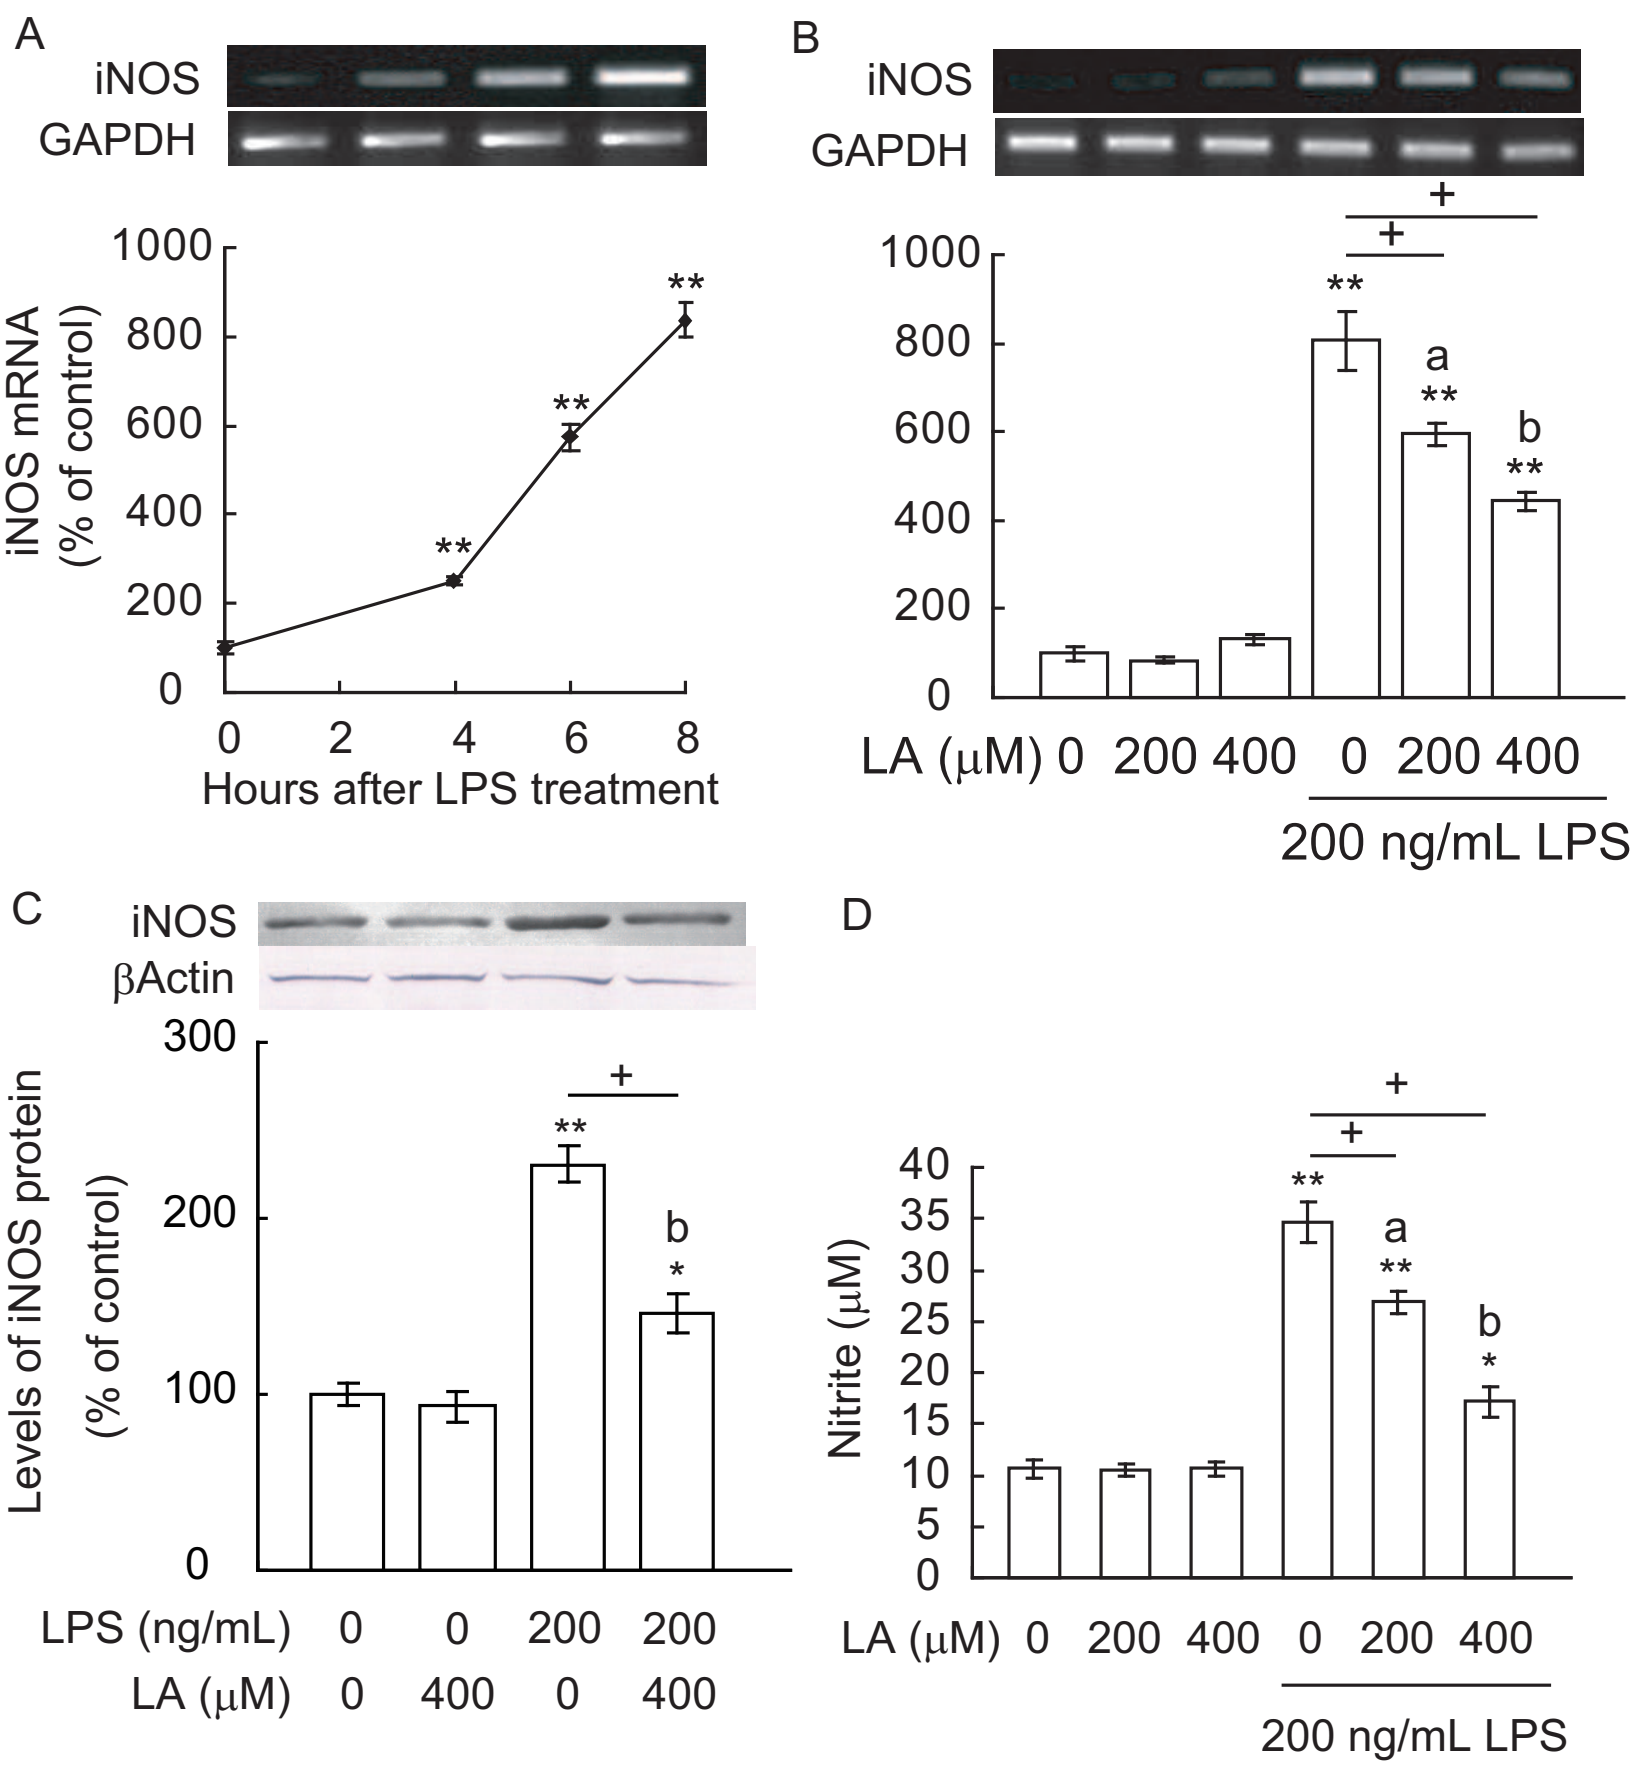 A
iNOS
GAPDH
1000
800
600
400
200
0
**
**
**
0 2 4 6 8
Hours after LPS treatment
iNOS mRNA
(% of control)
B
iNOS
GAPDH
+
+
1000
800
600
400
200
0
**
a
**
b
**
LA (μM) 0 200 400 0 200 400
200 ng/mL LPS
C
iNOS
βActin
300
200
100
0
+
**
b
*
Levels of iNOS protein
(% of control)
LPS (ng/mL) 0 0 200 200
LA (μM) 0 400 0 400
D
+
+
40
35
30
25
20
15
10
5
0
**
a
**
b
*
Nitrite (μM)
LA (μM) 0 200 400 0 200 400
200 ng/mL LPS